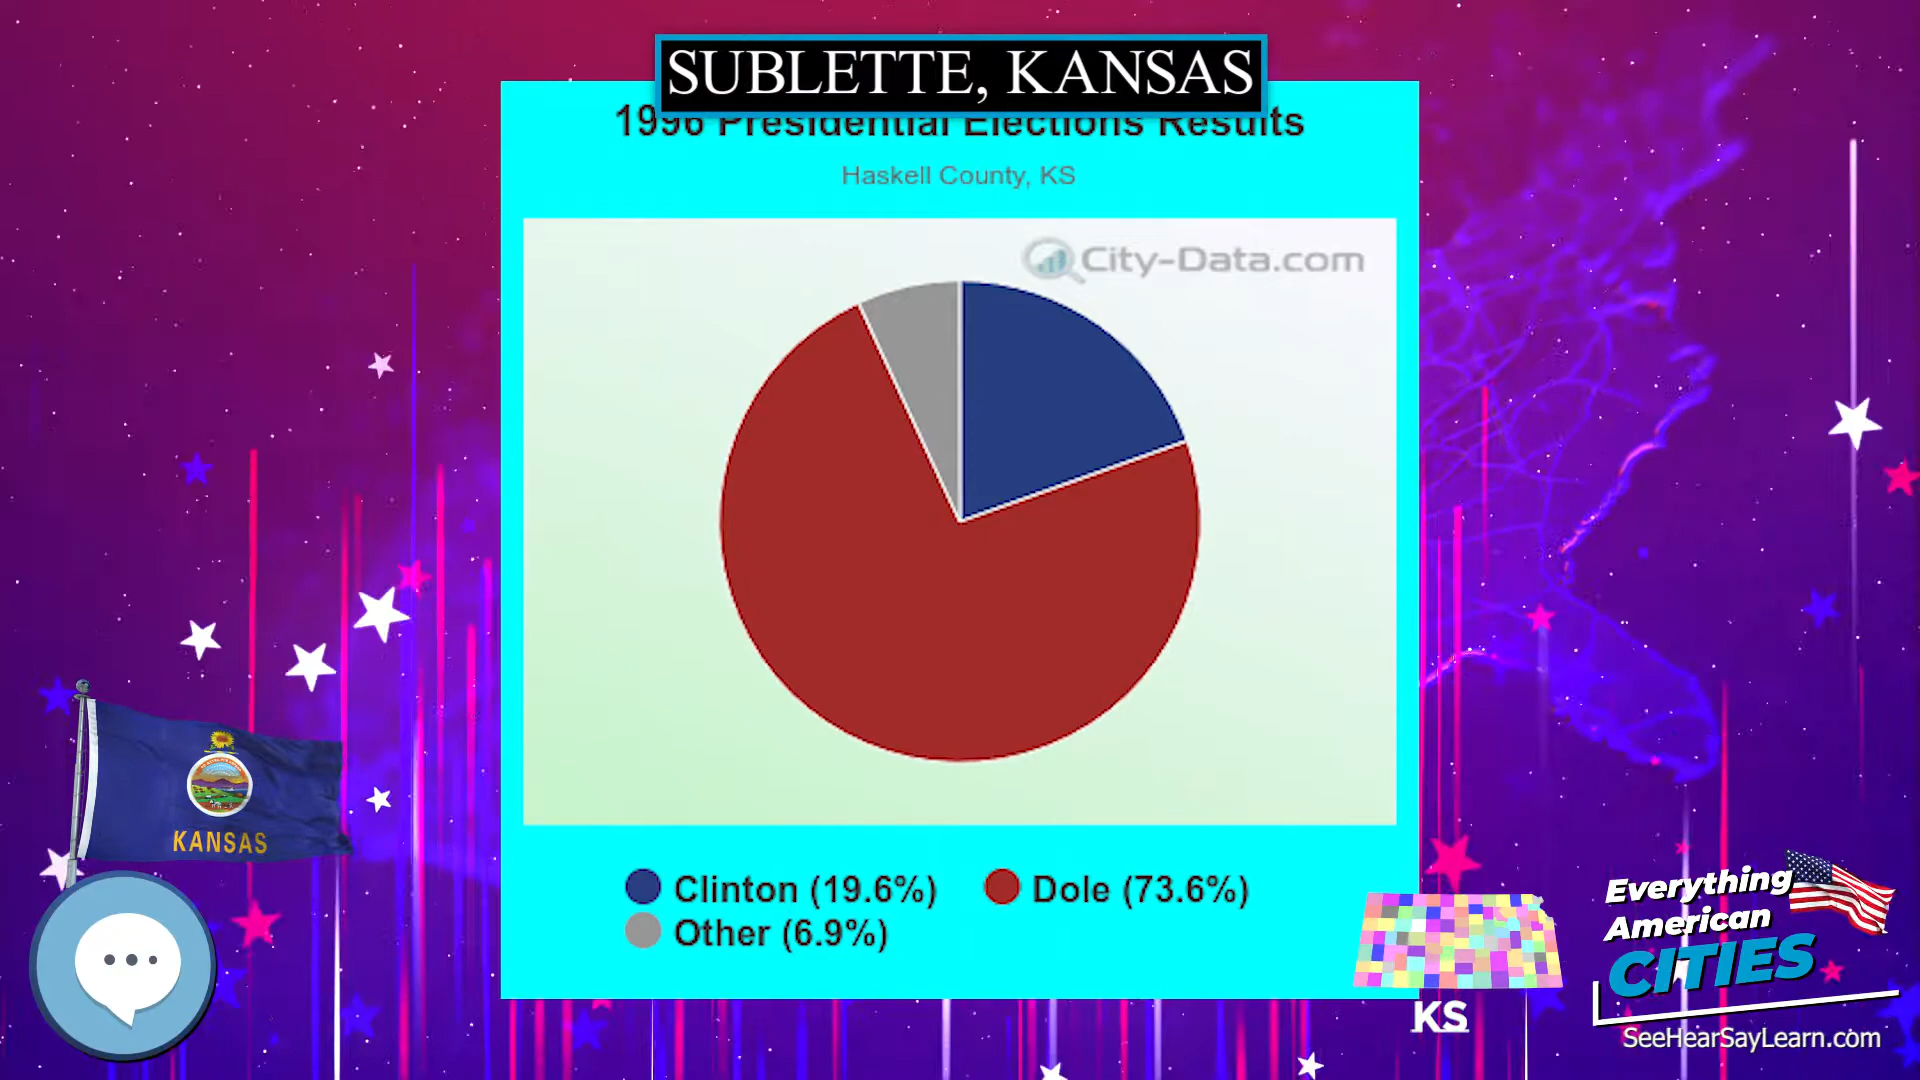 SUBLETTE, KANSAS
1996 Presidential Elections Results
Haskell County, KS
City-Data.com
Clinton (19.6%)
Dole (73.6%)
Other (6.9%)
KANSAS
KS
Everything
American
CITIES
SeeHearSayLearn.com